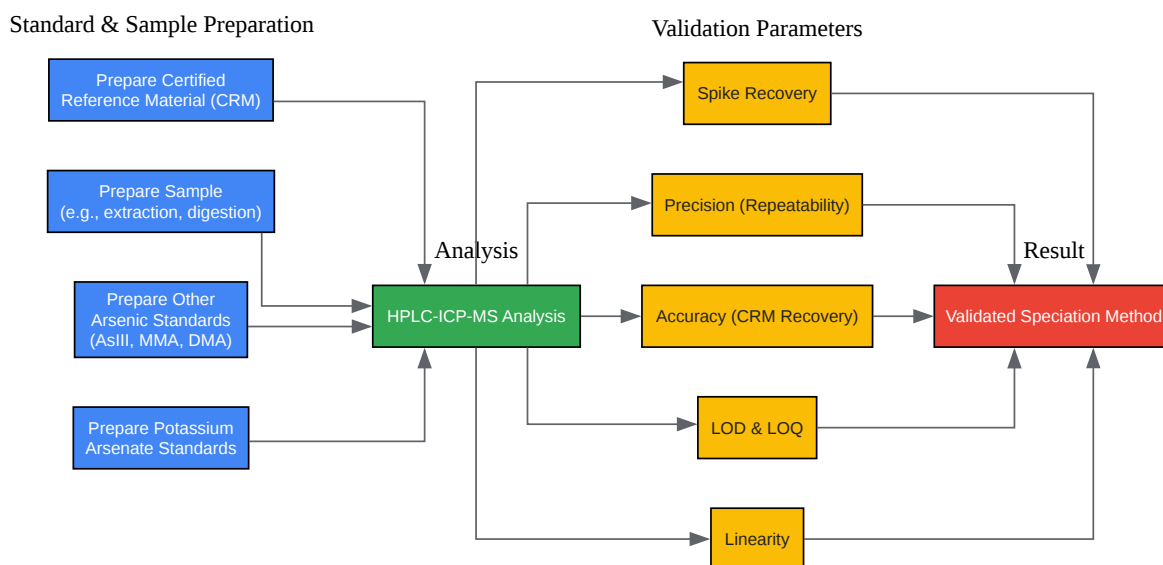 Standard & Sample Preparation
Prepare Certified
Reference Material (CRM)
Prepare Sample
(e.g., extraction, digestion)
Prepare Other
Arsenic Standards
(AsIII, MMA, DMA)
Prepare Potassium
Arsenate Standards
Analysis
HPLC-ICP-MS Analysis
Validation Parameters
Spike Recovery
Precision (Repeatability)
Accuracy (CRM Recovery)
LOD & LOQ
Linearity
Result
Validated Speciation Method